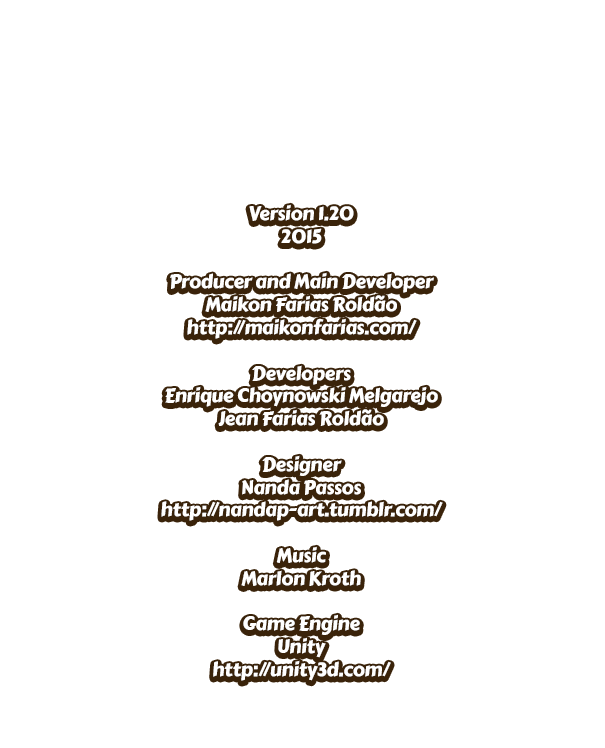 Version 1.20
2015
Producer and Main Developer
Maikon Farias Roldão
http://maikonfarias.com/
Developers
Enrique Choynowski Melgarejo
Jean Farias Roldão
Designer
Nanda Passos
http://nandap-art.tumblr.com/
Music
Marlon Kroth
Game Engine
Unity
http://unity3d.com/